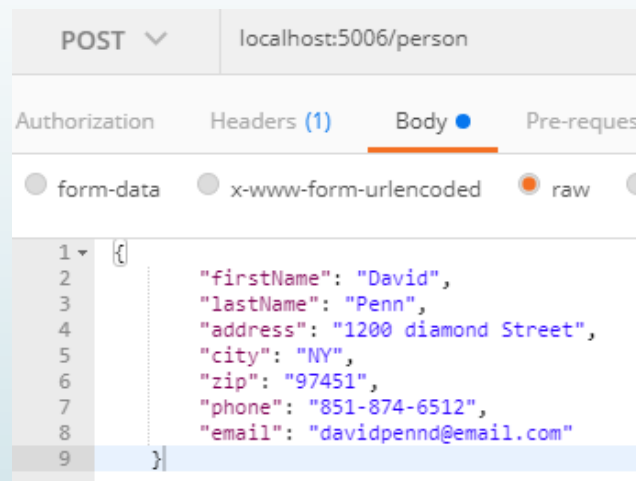 POST localhost:5006/person
Authorization Headers (1) Body Pre-reques
form-data x-www-form-urlencoded raw
1 {
2 "firstName": "David",
3 "lastName": "Penn",
4 "address": "1200 diamond Street",
5 "city": "NY",
6 "zip": "97451",
7 "phone": "851-874-6512",
8 "email": "davidpennd@email.com"
9 }